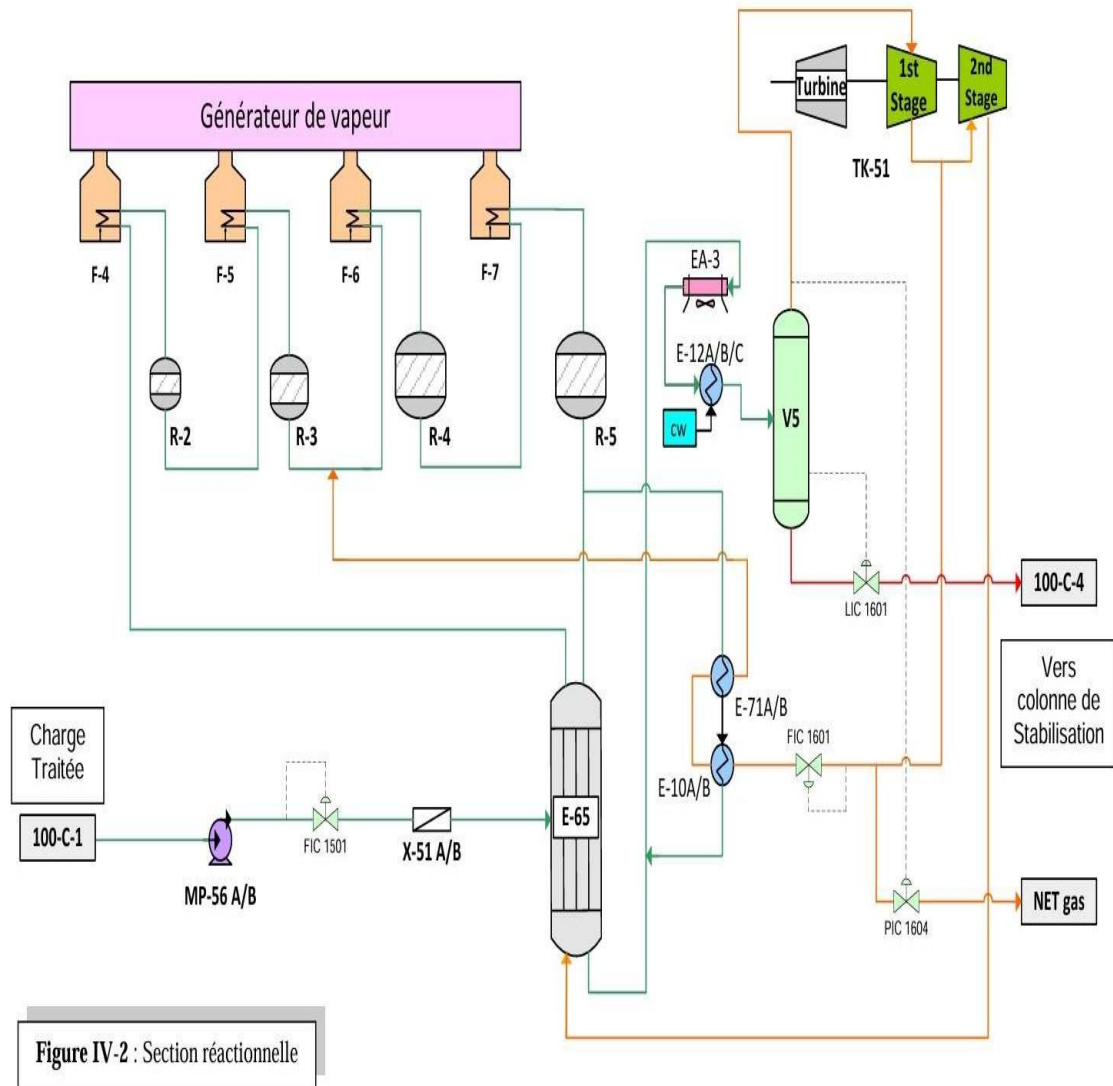 Générateur de vapeur
Turbine
1st
Stage
2nd
Stage
TK-51
F-4
F-5
F-6
F-7
EA-3
E-12A/B/C
CW
V5
R-2
R-3
R-4
R-5
LIC 1601
100-C-4
Vers
colonne de
Stabilisation
E-71A/B
FIC 1601
E-10A/B
Charge
Traitée
100-C-1
MP-56 A/B
FIC 1501
X-51 A/B
E-65
PIC 1604
NET gas
Figure IV-2 : Section réactionnelle